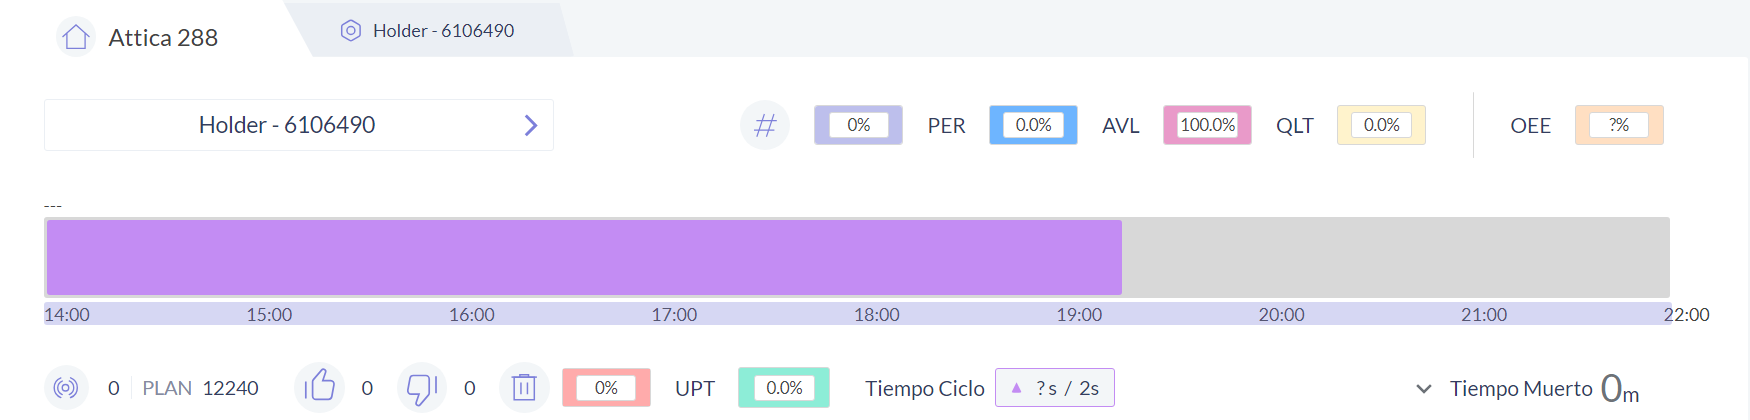 Attica 288
Holder - 6106490
Holder - 6106490
0% PER 0.0% AVL 100.0% QLT 0.0% OEE ?%
---
14:00 15:00 16:00 17:00 18:00 19:00 20:00 21:00 22:00
0 PLAN 12240 0 0 0% UPT 0.0% Tiempo Ciclo ? s / 2s Tiempo Muerto 0m